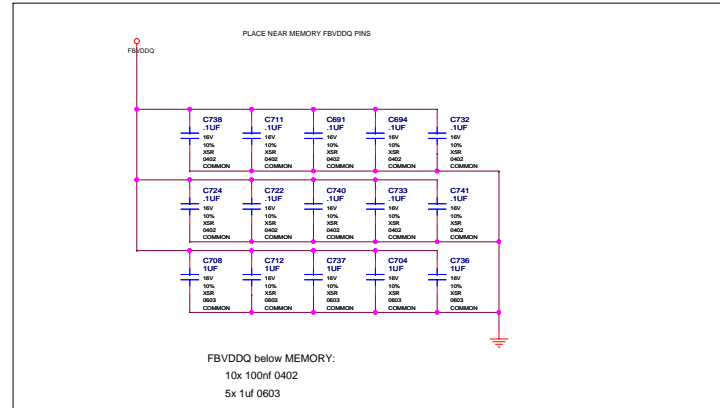 PLACE NEAR MEMORY FBVDDQ PINS
FBVDDQ
C738 C711 C691 C694 C732
.1UF .1UF .1UF .1UF .1UF
16V 16V 16V 16V 16V
10% 10% 10% 10% 10%
X5R X5R X5R X5R X5R
0402 0402 0402 0402 0402
COMMON COMMON COMMON COMMON COMMON
C724 C722 C740 C733 C741
.1UF .1UF .1UF .1UF .1UF
16V 16V 16V 16V 16V
10% 10% 10% 10% 10%
X5R X5R X5R X5R X5R
0402 0402 0402 0402 0402
COMMON COMMON COMMON COMMON COMMON
C708 C712 C737 C704 C736
1UF 1UF 1UF 1UF 1UF
16V 16V 16V 16V 16V
10% 10% 10% 10% 10%
X5R X5R X5R X5R X5R
0603 0603 0603 0603 0603
COMMON COMMON COMMON COMMON COMMON
FBVDDQ below MEMORY:
10x 100nf 0402
5x 1uf 0603